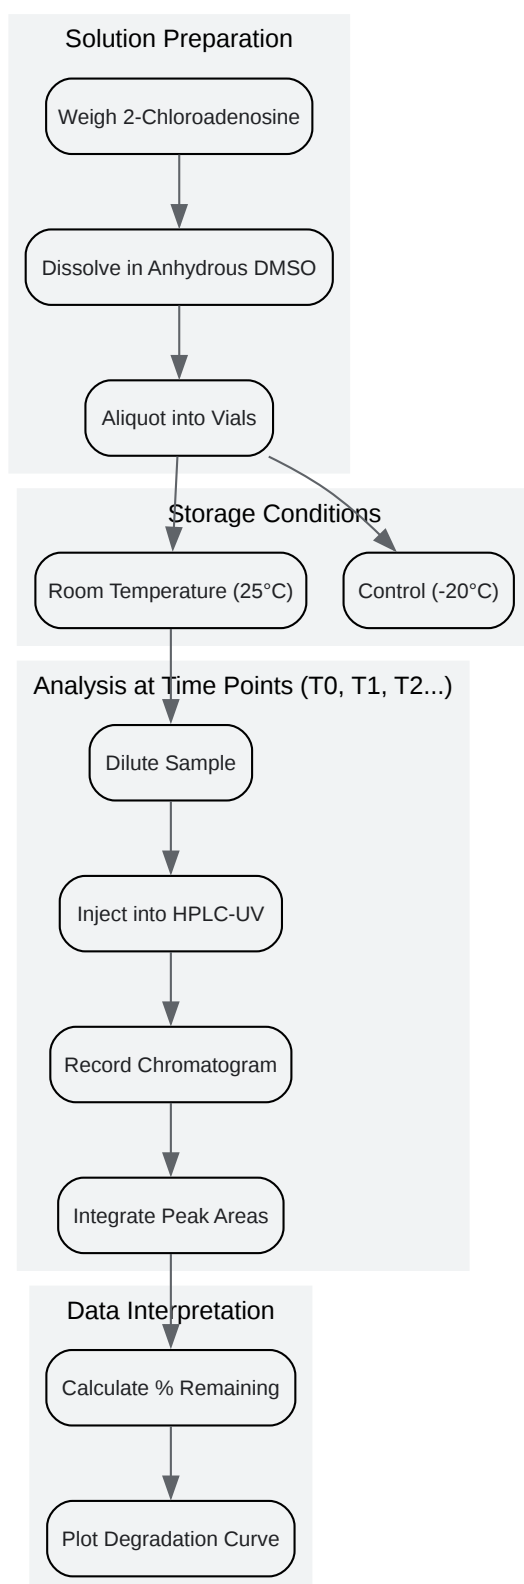 Solution Preparation
Weigh 2-Chloroadenosine
Dissolve in Anhydrous DMSO
Aliquot into Vials
Storage Conditions
Room Temperature (25°C)
Control (-20°C)
Analysis at Time Points (T0, T1, T2...)
Dilute Sample
Inject into HPLC-UV
Record Chromatogram
Integrate Peak Areas
Data Interpretation
Calculate % Remaining
Plot Degradation Curve